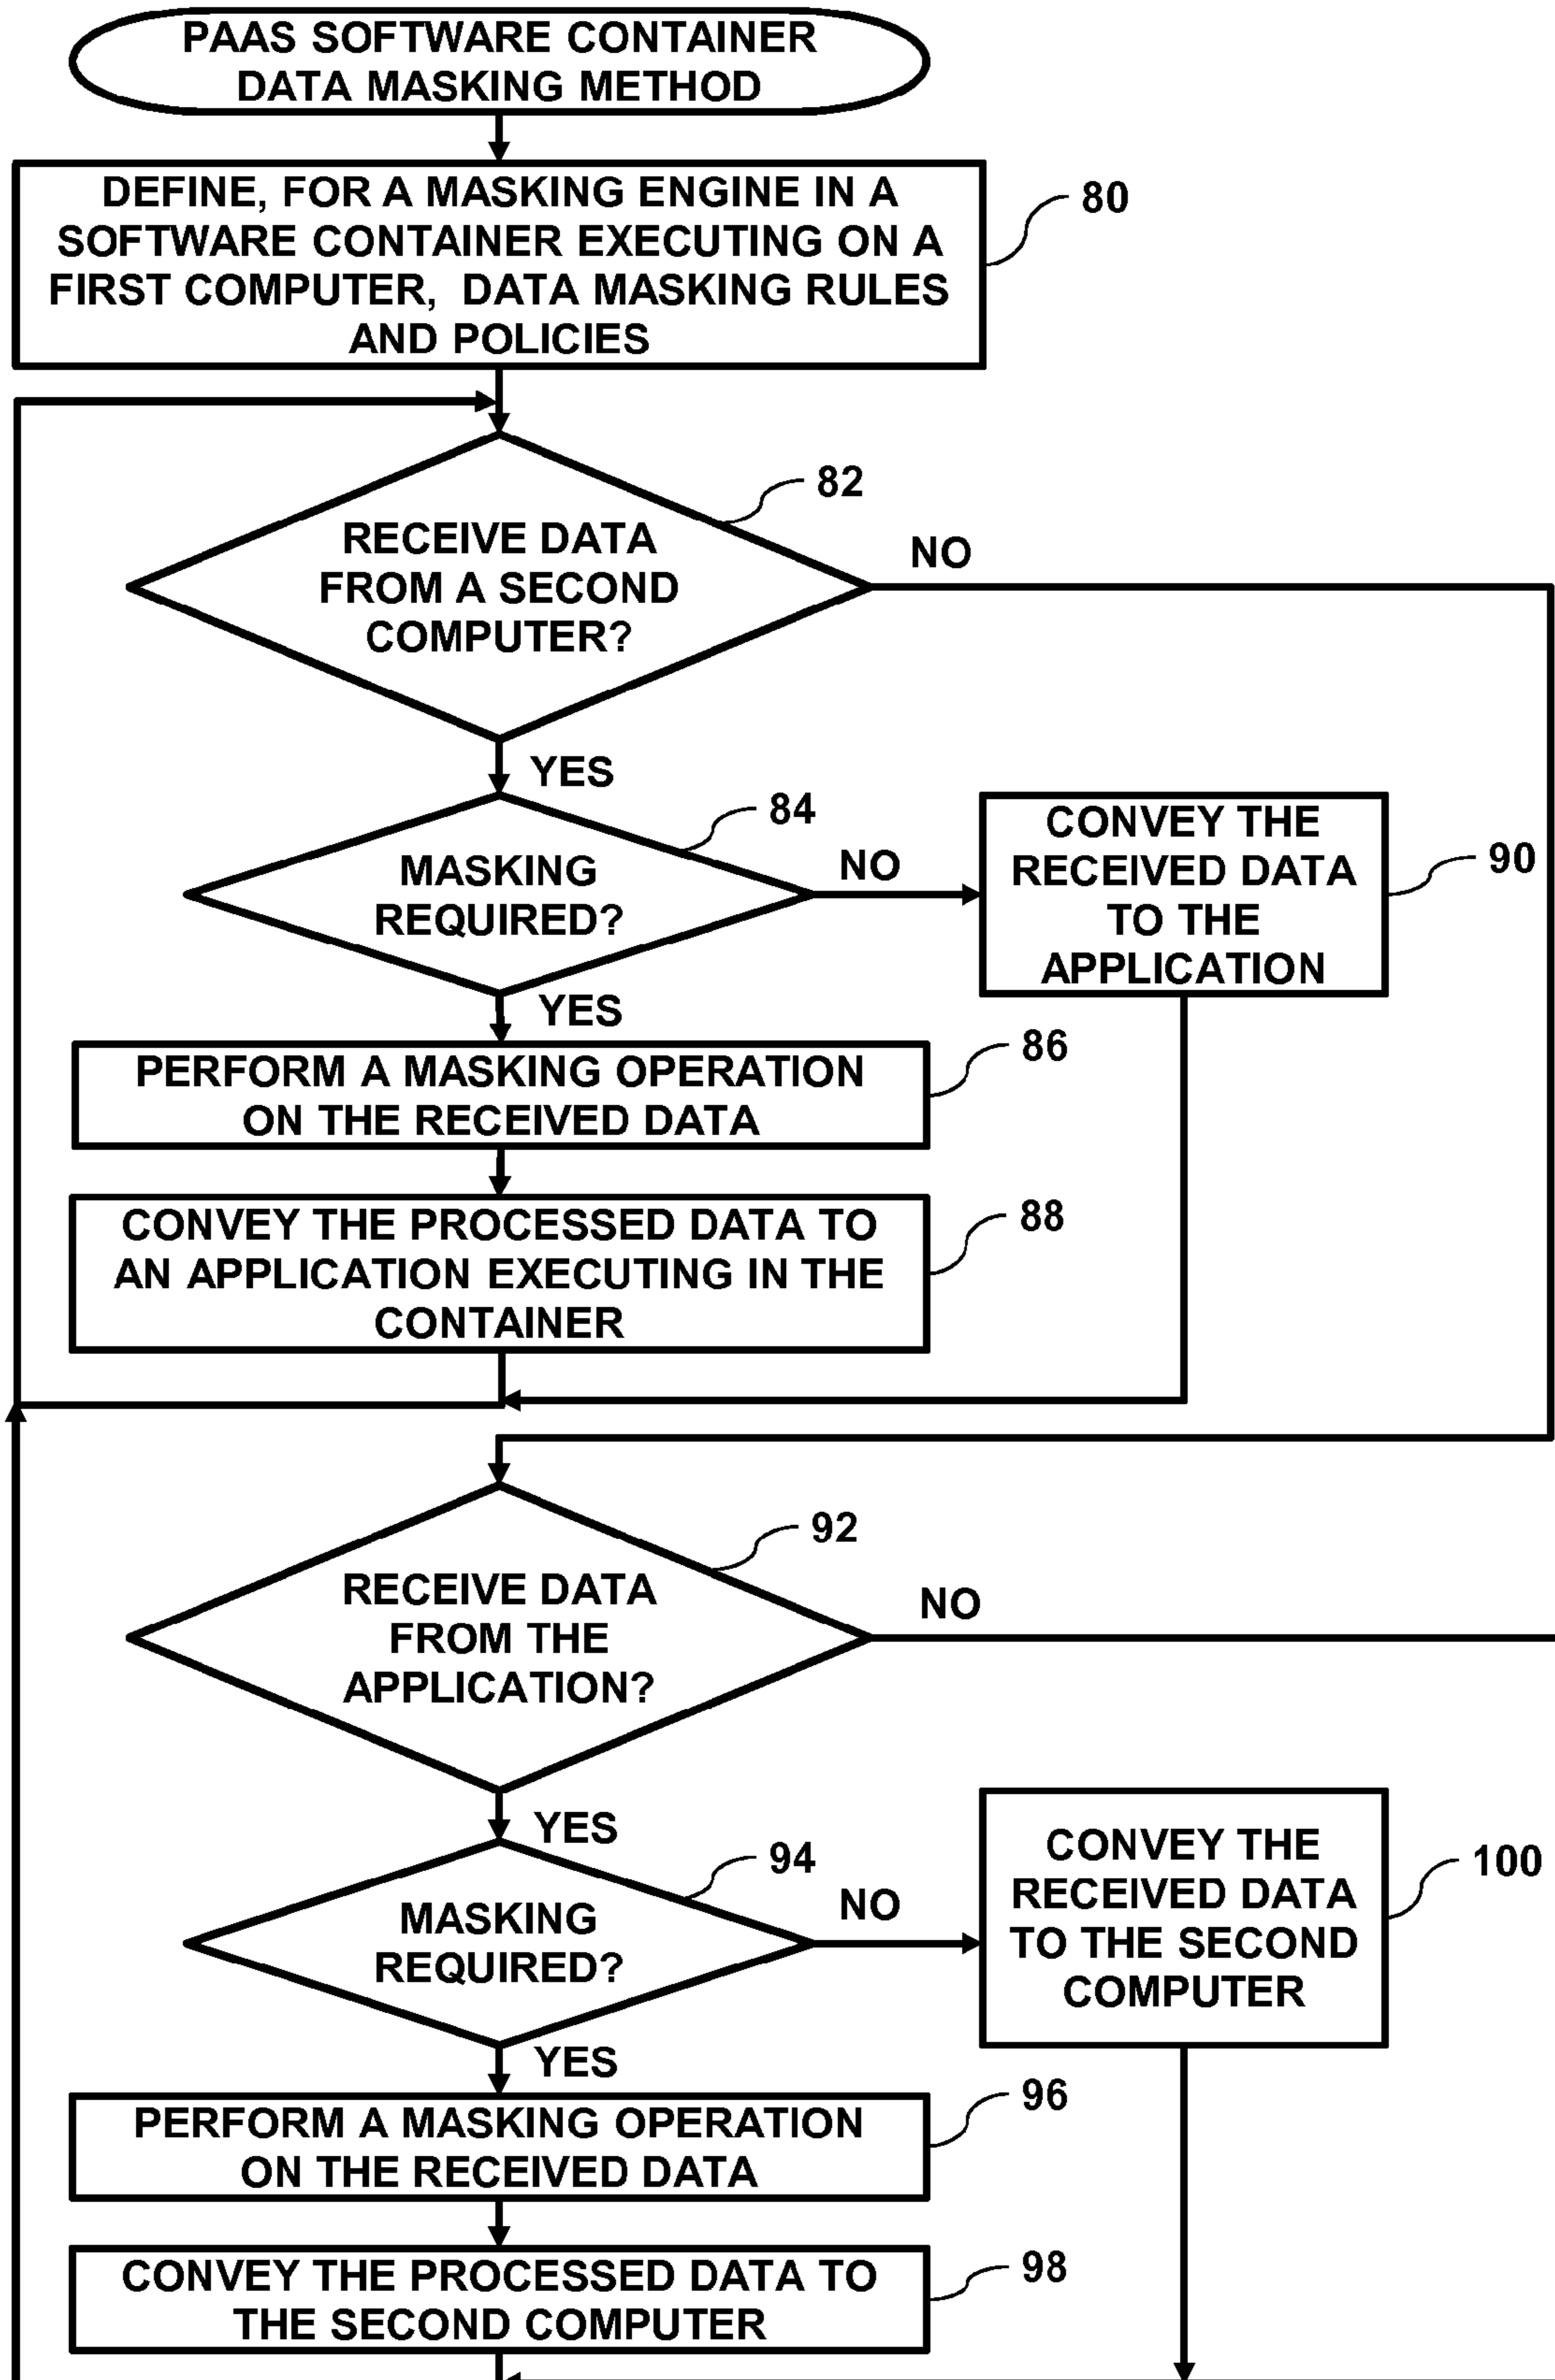 PAAS SOFTWARE CONTAINER
DATA MASKING METHOD
DEFINE, FOR A MASKING ENGINE IN A
SOFTWARE CONTAINER EXECUTING ON A
FIRST COMPUTER, DATA MASKING RULES
AND POLICIES
80
82
RECEIVE DATA
FROM A SECOND
COMPUTER?
NO
YES
84
MASKING
REQUIRED?
NO
CONVEY THE
RECEIVED DATA
TO THE
APPLICATION
90
YES
PERFORM A MASKING OPERATION
ON THE RECEIVED DATA
86
CONVEY THE PROCESSED DATA TO
AN APPLICATION EXECUTING IN THE
CONTAINER
88
92
RECEIVE DATA
FROM THE
APPLICATION?
NO
YES
94
MASKING
REQUIRED?
NO
CONVEY THE
RECEIVED DATA
TO THE SECOND
COMPUTER
100
YES
PERFORM A MASKING OPERATION
ON THE RECEIVED DATA
96
CONVEY THE PROCESSED DATA TO
THE SECOND COMPUTER
98